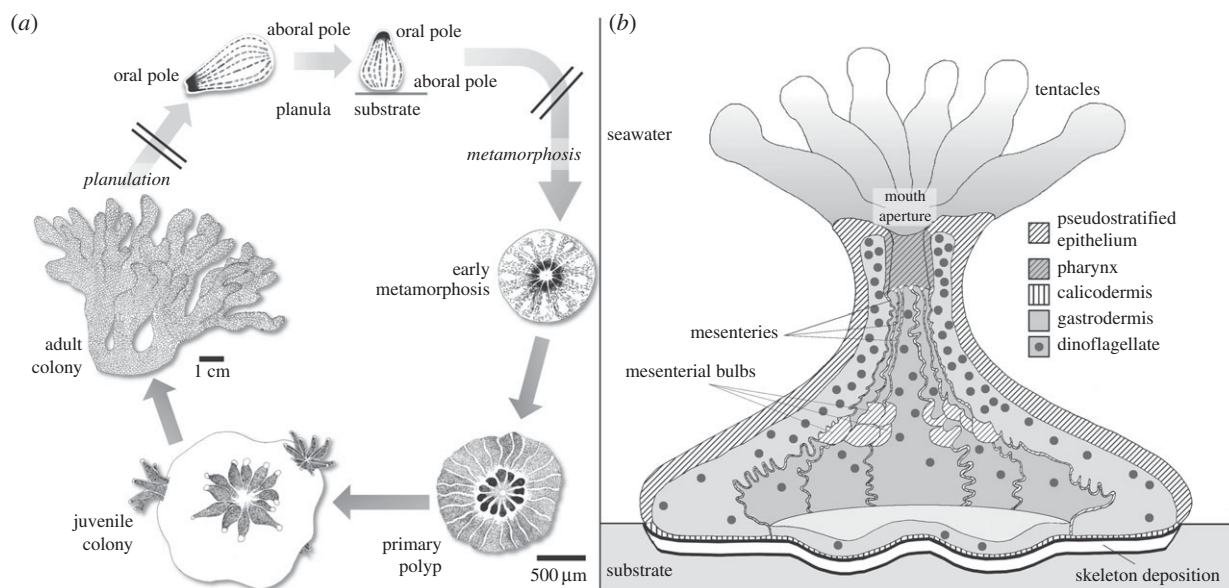 (a)
aboral pole
oral pole
oral pole
aboral pole
planula
substrate
planulation
metamorphosis
early
metamorphosis
adult
colony
1 cm
juvenile
colony
primary
polyp
500 µm
(b)
seawater
tentacles
mouth
aperture
pseudostratified
epithelium
pharynx
calicodermis
gastrodermis
dinoflagellate
mesenteries
mesenterial bulbs
substrate
skeleton deposition